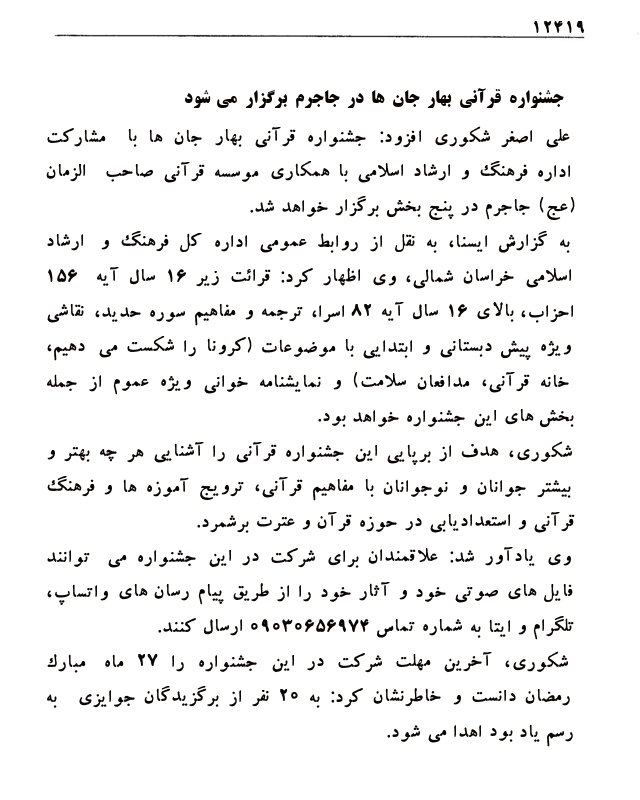 ۱۲۴۱۹
جشنواره قرآنی بهار جان ها در جاجرم برگزار می شود
علی اصغر شکوری افزود: جشنواره قرآنی بهار جان ها با مشارکت
اداره فرهنگ و ارشاد اسلامی با همکاری موسسه قرآنی صاحب الزمان
(عج) جاجرم در پنج بخش برگزار خواهد شد.
به گزارش ایسنا، به نقل از روابط عمومی اداره کل فرهنگ و ارشاد
اسلامی خراسان شمالی، وی اظهار کرد: قرائت زیر ۱۶ سال آیه ۱۵۶
احزاب، بالای ۱۶ سال آیه ۸۲ اسرا، ترجمه و مفاهیم سوره حدید، نقاشی
ویژه پیش دبستانی و ابتدایی با موضوعات (کرونا را شکست می دهیم،
خانه قرآنی، مدافعان سلامت) و نمایشنامه خوانی ویژه عموم از جمله
بخش های این جشنواره خواهد بود.
شکوری، هدف از برپایی این جشنواره قرآنی را آشنایی هر چه بهتر و
بیشتر جوانان و نوجوانان با مفاهیم قرآنی، ترویج آموزه ها و فرهنگ
قرآنی و استعدادیابی در حوزه قرآن و عترت برشمرد.
وی یادآور شد: علاقمندان برای شرکت در این جشنواره می توانند
فایل های صوتی خود و آثار خود را از طریق پیام رسان های واتساپ،
تلگرام و ایتا به شماره تماس ۰۹۰۳۰۶۵۶۹۷۴ ارسال کنند.
شکوری، آخرین مهلت شرکت در این جشنواره را ۲۷ ماه مبارک
رمضان دانست و خاطرنشان کرد: به ۲۰ نفر از برگزیدگان جوایزی به
رسم یاد بود اهدا می شود.